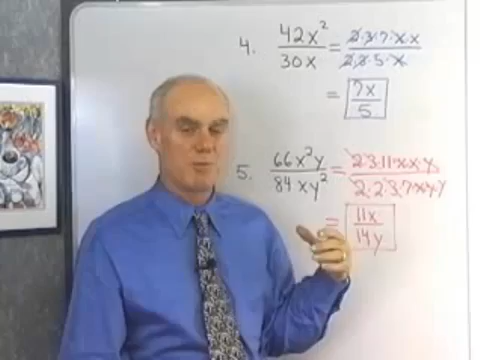 4. 42x² = 2·3·7·x·x
30x 2·3·5·x
= 7x
5
5. 66x²y = 2·3·11·x·x·y
84xy² 2·2·3·7·x·y·y
= 11x
14y